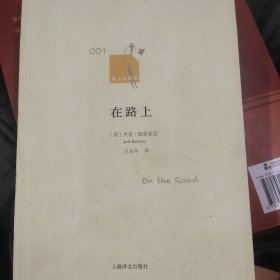 001
在路上
[美] 杰克·凯鲁亚克
Jack Kerouac
王永年 译
On the Road
上海译文出版社